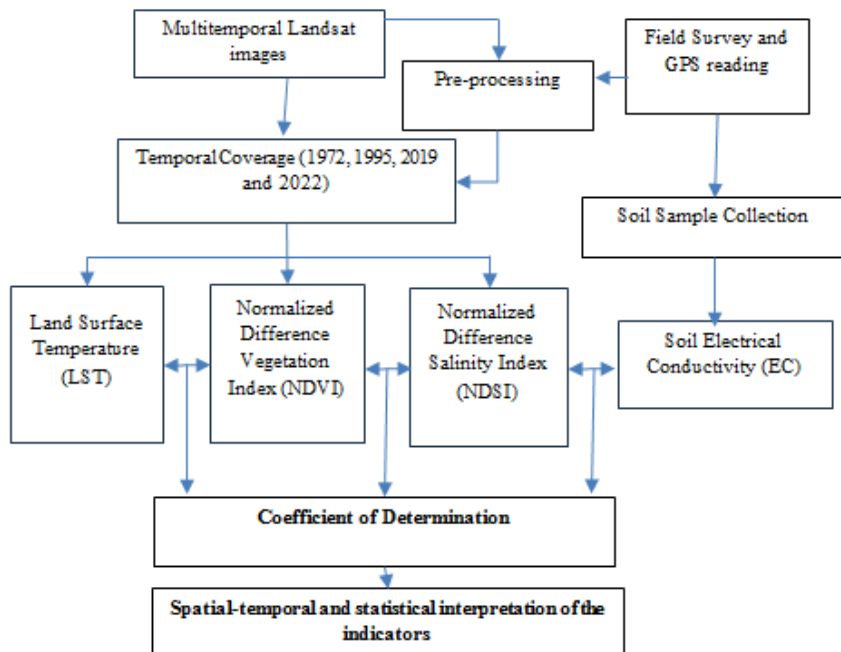 Multitemporal Landsat
images
Field Survey and
GPS reading
Pre-processing
Temporal Coverage (1972, 1995, 2019
and 2022)
Soil Sample Collection
Land Surface
Temperature
(LST)
Normalized
Difference
Vegetation
Index (NDVI)
Normalized
Difference
Salinity Index
(NDSI)
Soil Electrical
Conductivity (EC)
Coefficient of Determination
Spatial-temporal and statistical interpretation of the
indicators